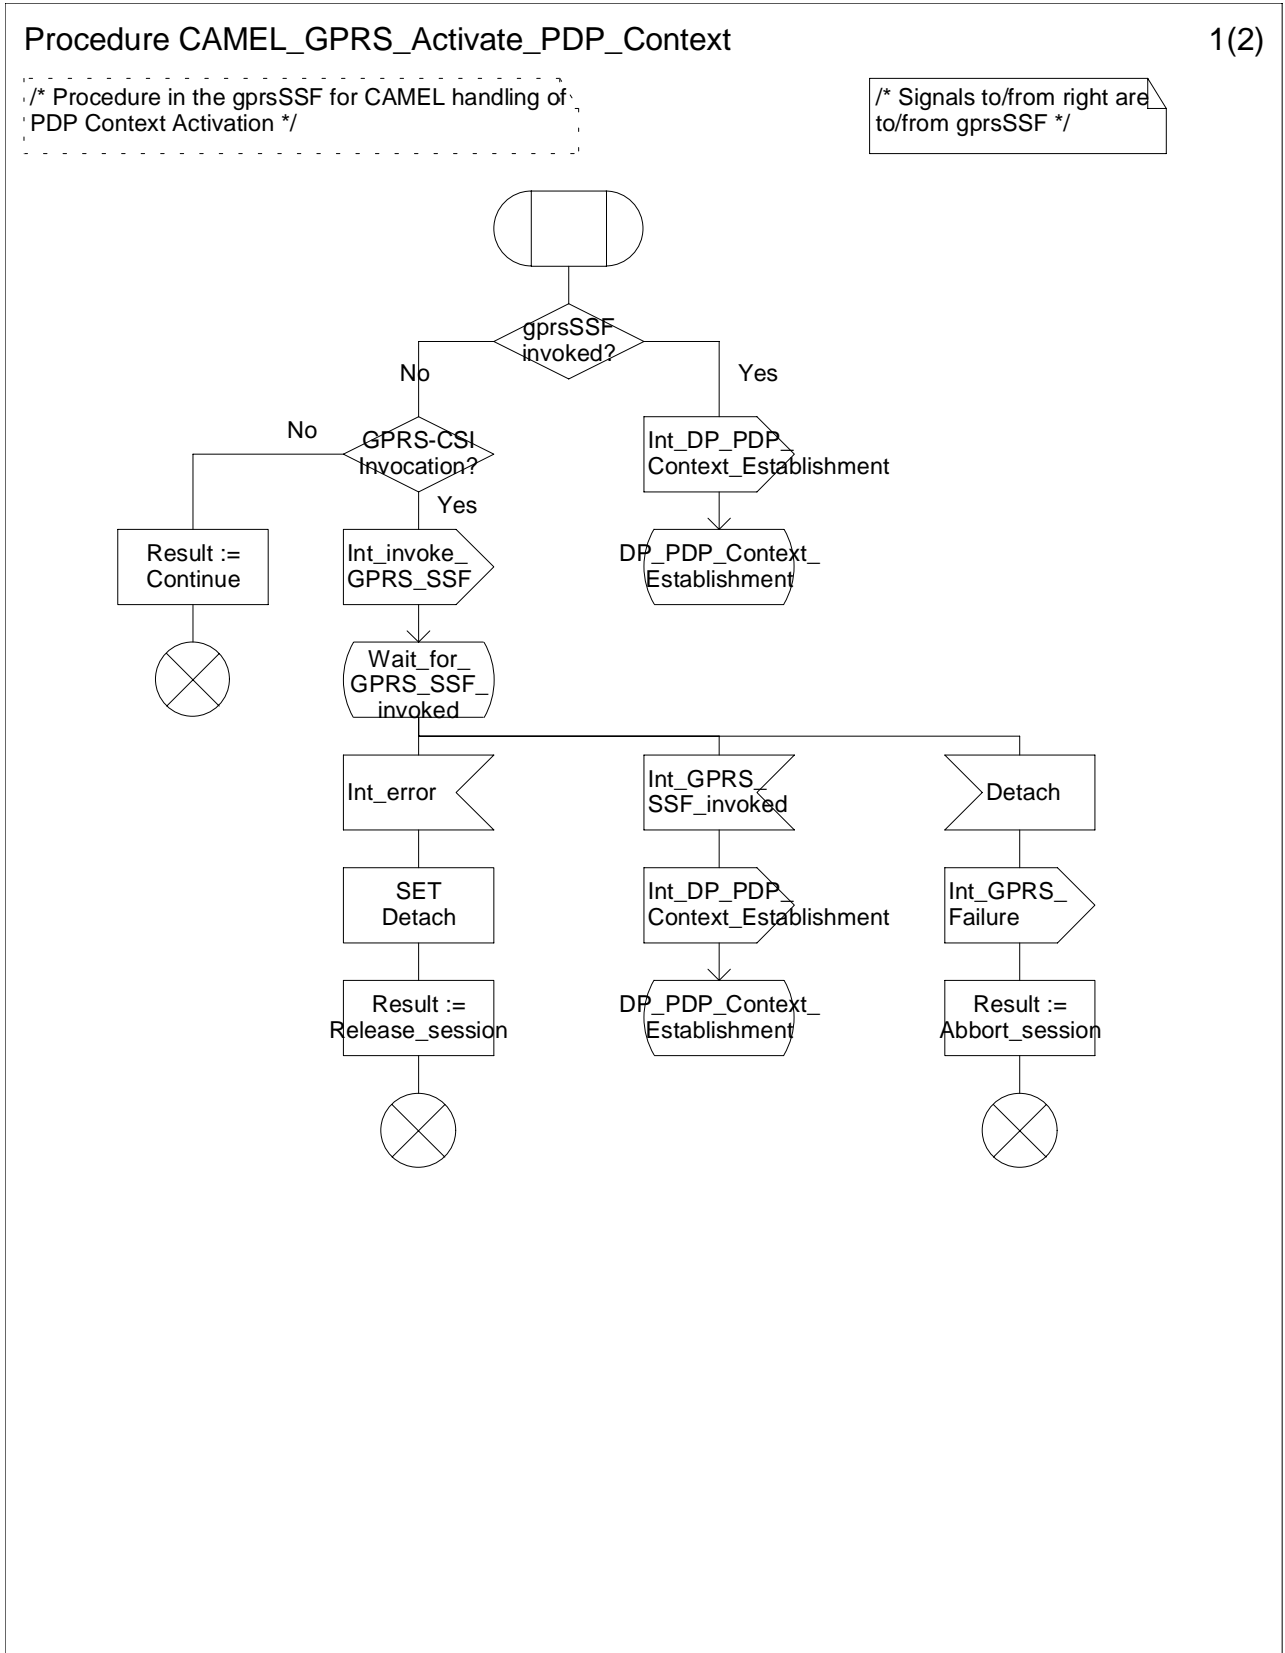 Procedure CAMEL_GPRS_Activate_PDP_Context
1(2)
/* Procedure in the gprsSSF for CAMEL handling of
PDP Context Activation */
/* Signals to/from right are
to/from gprsSSF */
gprsSSF
invoked?
No
Yes
No
GPRS-CSI
Invocation?
Int_DP_PDP_
Context_Establishment
Yes
Result :=
Continue
Int_invoke_
GPRS_SSF
DP_PDP_Context_
Establishment
Wait_for_
GPRS_SSF_
invoked
Int_error
Int_GPRS_
SSF_invoked
Detach
SET
Detach
Int_DP_PDP_
Context_Establishment
Int_GPRS_
Failure
Result :=
Release_session
DP_PDP_Context_
Establishment
Result :=
Abbort_session